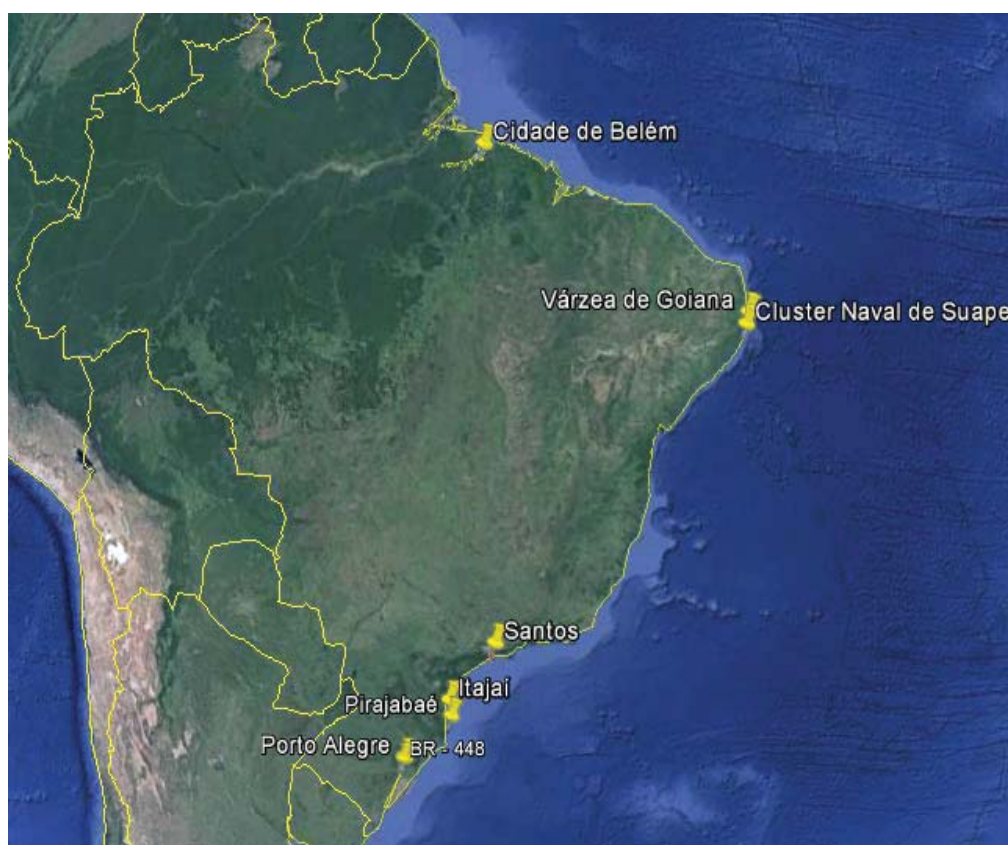 Cidade de Belém
Várzea de Goiana
Cluster Naval de Suape
Santos
Itajaí
Pirajabaé
Porto Alegre
BR - 448